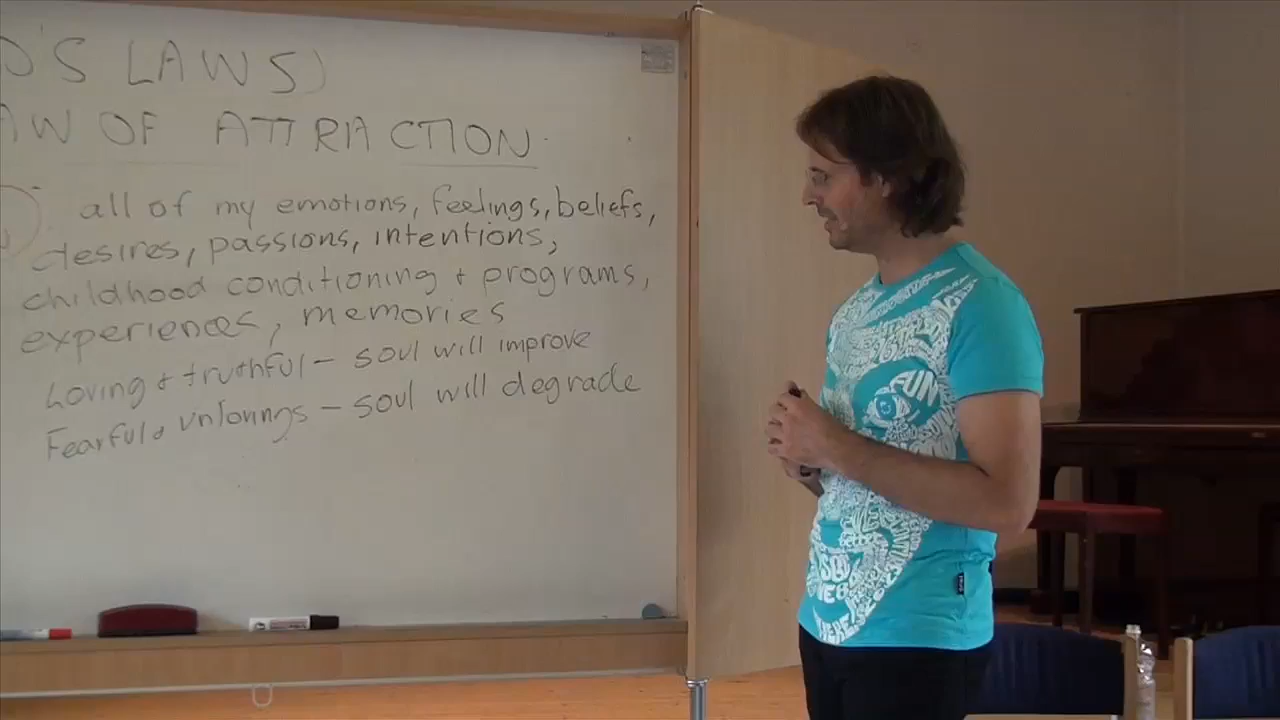 O'S LAWS)
AW OF ATTRACTION
all of my emotions, feelings, beliefs,
desires, passions, intentions,
childhood conditioning + programs,
experiences, memories
Loving + truthful - soul will improve
Fearful + unlovings - soul will degrade
FUN